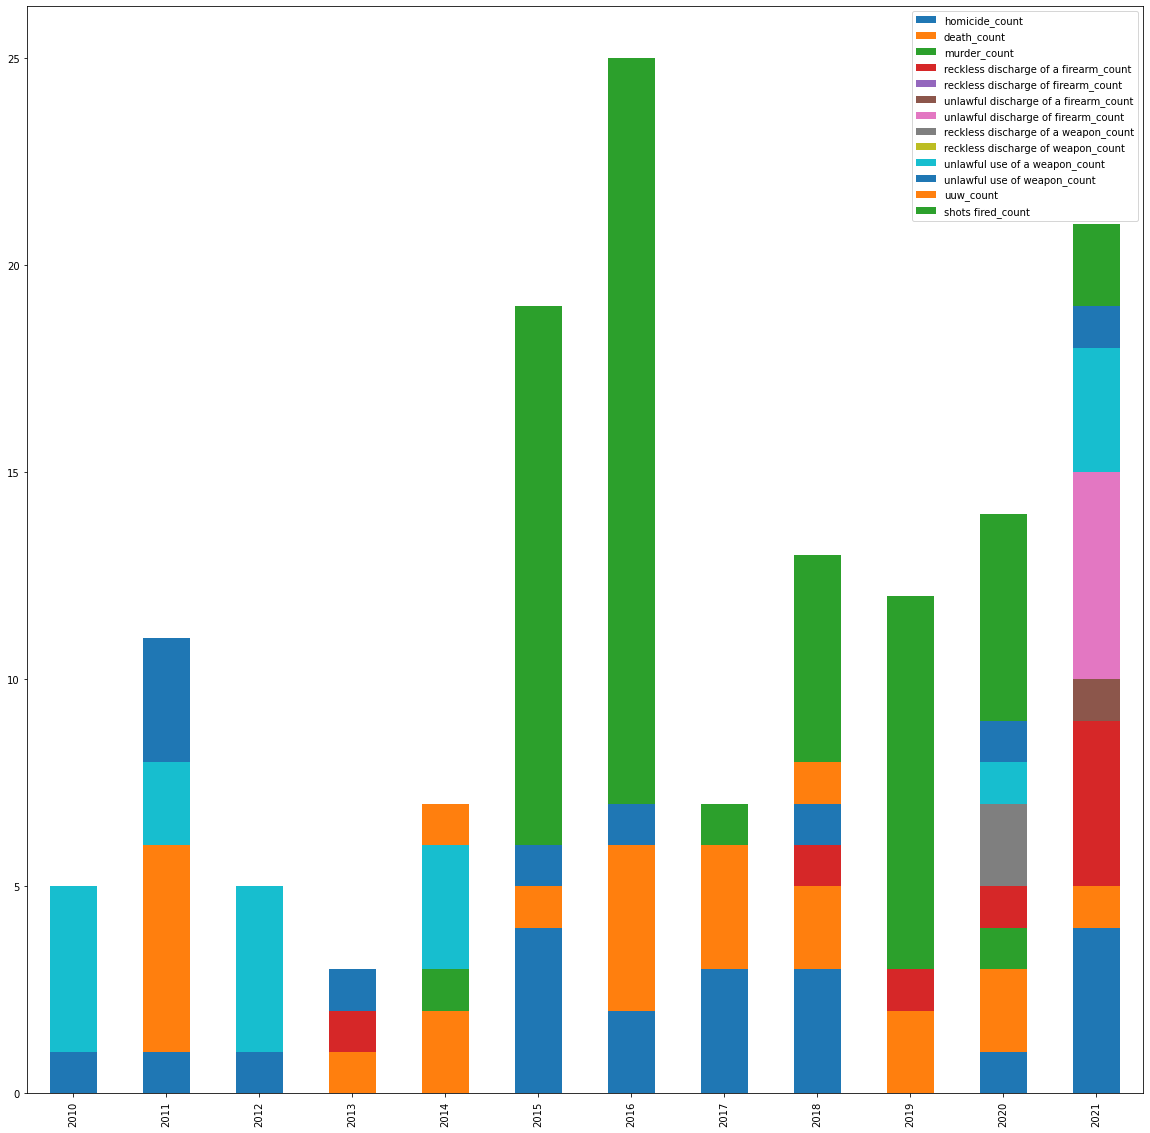 homicide_count
death_count
murder_count
reckless discharge of a firearm_count
reckless discharge of firearm_count
unlawful discharge of a firearm_count
unlawful discharge of firearm_count
reckless discharge of a weapon_count
reckless discharge of weapon_count
unlawful use of a weapon_count
unlawful use of weapon_count
uuw_count
shots fired_count
25
20
15
10
5
0
2010
2011
2012
2013
2014
2015
2016
2017
2018
2019
2020
2021